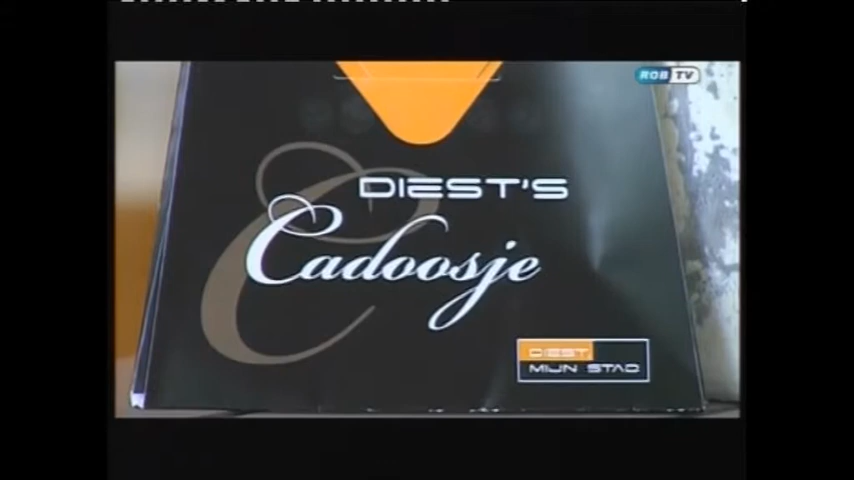 ROB TV
DIEST'S
Cadoosje
DIEST,
MIJN STAD.